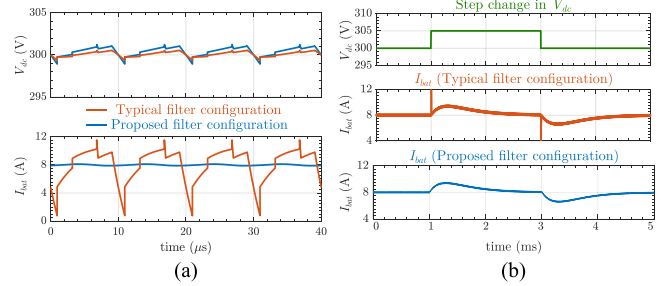 305
300
295
V_dc (V)
Typical filter configuration
Proposed filter configuration
12
8
4
0
I_bat (A)
0 10 20 30 40
time (μs)
(a)
Step change in V_dc
310
305
300
V_dc (V)
I_bat (Typical filter configuration)
12
8
4
I_bat (A)
I_bat (Proposed filter configuration)
12
8
4
I_bat (A)
0 1 2 3 4 5
time (ms)
(b)